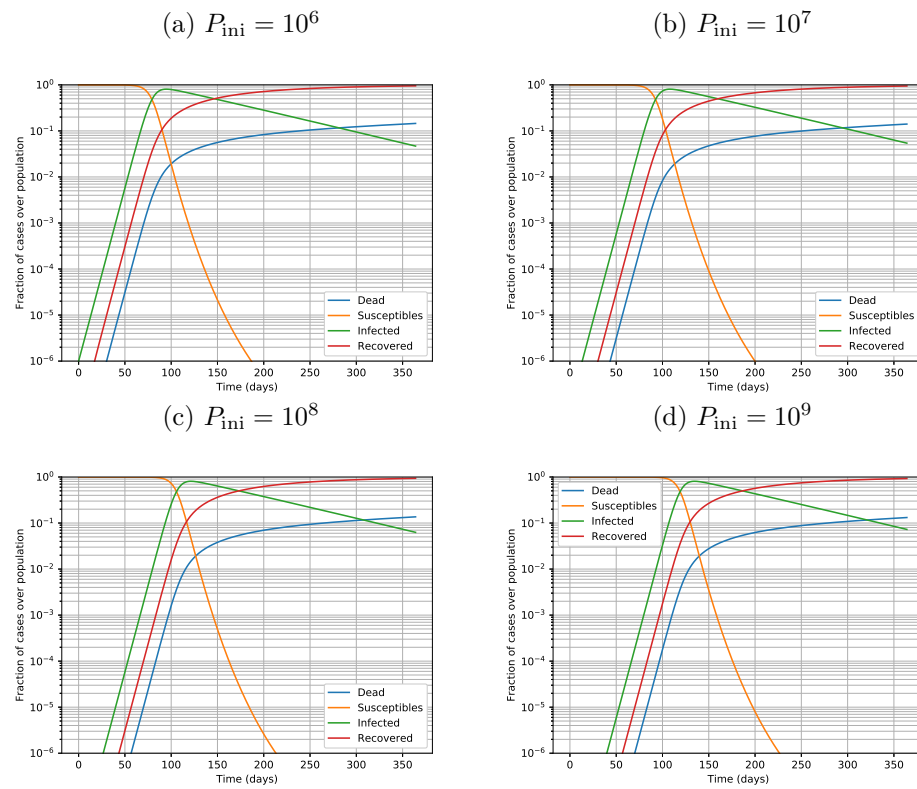 (a) P_ini = 10^6
Fraction of cases over population
10^0
10^-1
10^-2
10^-3
10^-4
10^-5
10^-6
Dead
Susceptibles
Infected
Recovered
0 50 100 150 200 250 300 350
Time (days)
(b) P_ini = 10^7
Fraction of cases over population
10^0
10^-1
10^-2
10^-3
10^-4
10^-5
10^-6
Dead
Susceptibles
Infected
Recovered
0 50 100 150 200 250 300 350
Time (days)
(c) P_ini = 10^8
Fraction of cases over population
10^0
10^-1
10^-2
10^-3
10^-4
10^-5
10^-6
Dead
Susceptibles
Infected
Recovered
0 50 100 150 200 250 300 350
Time (days)
(d) P_ini = 10^9
Fraction of cases over population
10^0
10^-1
10^-2
10^-3
10^-4
10^-5
10^-6
Dead
Susceptibles
Infected
Recovered
0 50 100 150 200 250 300 350
Time (days)